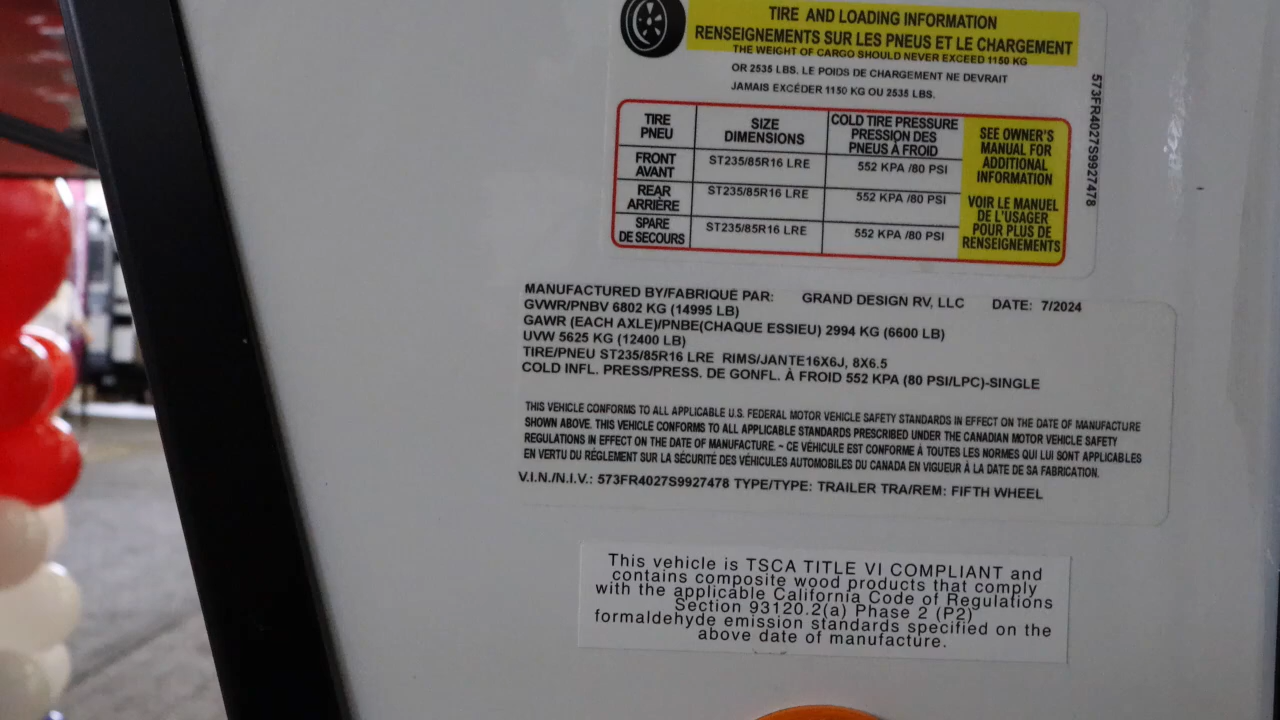 TIRE AND LOADING INFORMATION
RENSEIGNEMENTS SUR LES PNEUS ET LE CHARGEMENT
THE WEIGHT OF CARGO SHOULD NEVER EXCEED 1150 KG
OR 2535 LBS. LE POIDS DE CHARGEMENT NE DEVRAIT
JAMAIS EXCÉDER 1150 KG OU 2535 LBS.
TIRE
PNEU
SIZE
DIMENSIONS
COLD TIRE PRESSURE
PRESSION DES
PNEUS À FROID
FRONT
AVANT
ST235/85R16 LRE
552 KPA /80 PSI
REAR
ARRIÈRE
ST235/85R16 LRE
552 KPA /80 PSI
SPARE
DE SECOURS
ST235/85R16 LRE
552 KPA /80 PSI
SEE OWNER'S
MANUAL FOR
ADDITIONAL
INFORMATION
VOIR LE MANUEL
DE L'USAGER
POUR PLUS DE
RENSEIGNEMENTS
573FR4027S9927478
MANUFACTURED BY/FABRIQUE PAR: GRAND DESIGN RV, LLC DATE: 7/2024
GVWR/PNBV 6802 KG (14995 LB)
GAWR (EACH AXLE)/PNBE(CHAQUE ESSIEU) 2994 KG (6600 LB)
UVW 5625 KG (12400 LB)
TIRE/PNEU ST235/85R16 LRE RIMS/JANTE16X6J, 8X6.5
COLD INFL. PRESS/PRESS. DE GONFL. À FROID 552 KPA (80 PSI/LPC)-SINGLE
THIS VEHICLE CONFORMS TO ALL APPLICABLE U.S. FEDERAL MOTOR VEHICLE SAFETY STANDARDS IN EFFECT ON THE DATE OF MANUFACTURE
SHOWN ABOVE. THIS VEHICLE CONFORMS TO ALL APPLICABLE STANDARDS PRESCRIBED UNDER THE CANADIAN MOTOR VEHICLE SAFETY
REGULATIONS IN EFFECT ON THE DATE OF MANUFACTURE. ~ CE VÉHICULE EST CONFORME À TOUTES LES NORMES QUI LUI SONT APPLICABLES
EN VERTU DU RÈGLEMENT SUR LA SÉCURITÉ DES VÉHICULES AUTOMOBILES DU CANADA EN VIGUEUR À LA DATE DE SA FABRICATION.
V.I.N./N.I.V.: 573FR4027S9927478 TYPE/TYPE: TRAILER TRA/REM: FIFTH WHEEL
This vehicle is TSCA TITLE VI COMPLIANT and
contains composite wood products that comply
with the applicable California Code of Regulations
Section 93120.2(a) Phase 2 (P2)
formaldehyde emission standards specified on the
above date of manufacture.